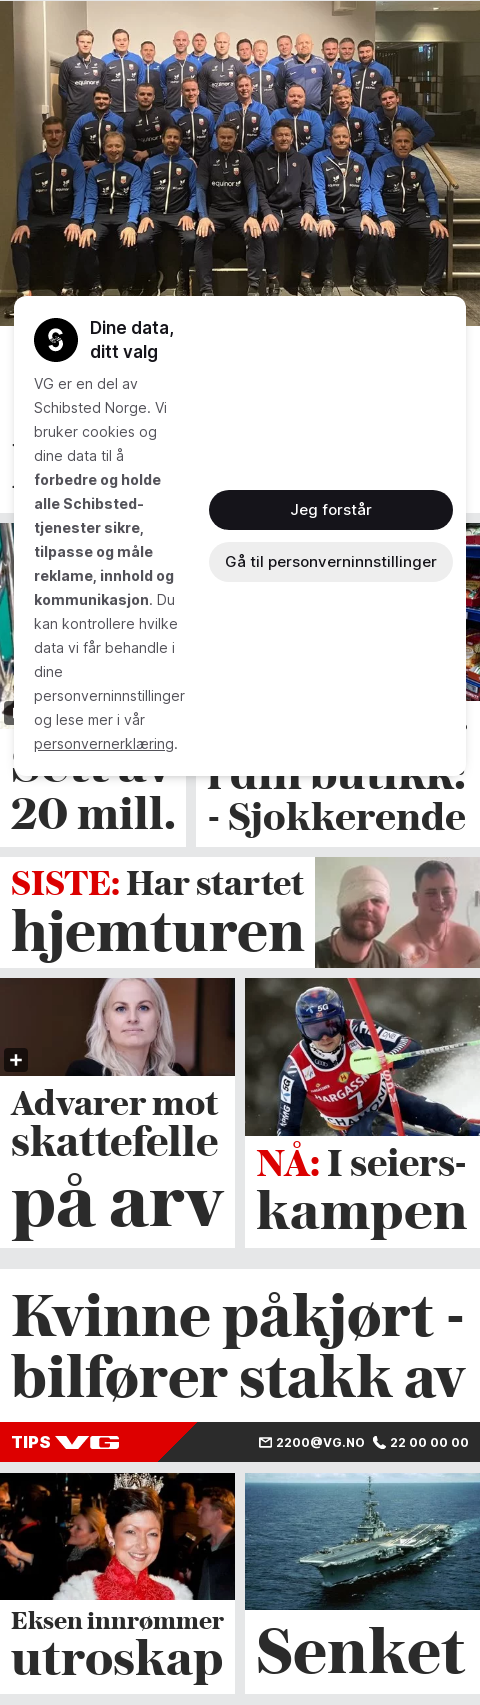 equinor
Dine data,
ditt valg
VG er en del av
Schibsted Norge. Vi
bruker cookies og
dine data til å
forbedre og holde
alle Schibsted-
tjenester sikre,
tilpasse og måle
reklame, innhold og
kommunikasjon. Du
kan kontrollere hvilke
data vi får behandle i
dine
personverninnstillinger
og lese mer i vår
personvernerklæring.
Jeg forstår
Gå til personverninnstillinger
Sett av
20 mill.
i din butikk:
- Sjokkerende
SISTE: Har startet
hjemturen
Advarer mot
skattefelle
på arv
NÅ: I seiers-
kampen
Kvinne påkjørt -
bilfører stakk av
TIPS VG
2200@VG.NO 22 00 00 00
Eksen innrømmer
utroskap
Senket